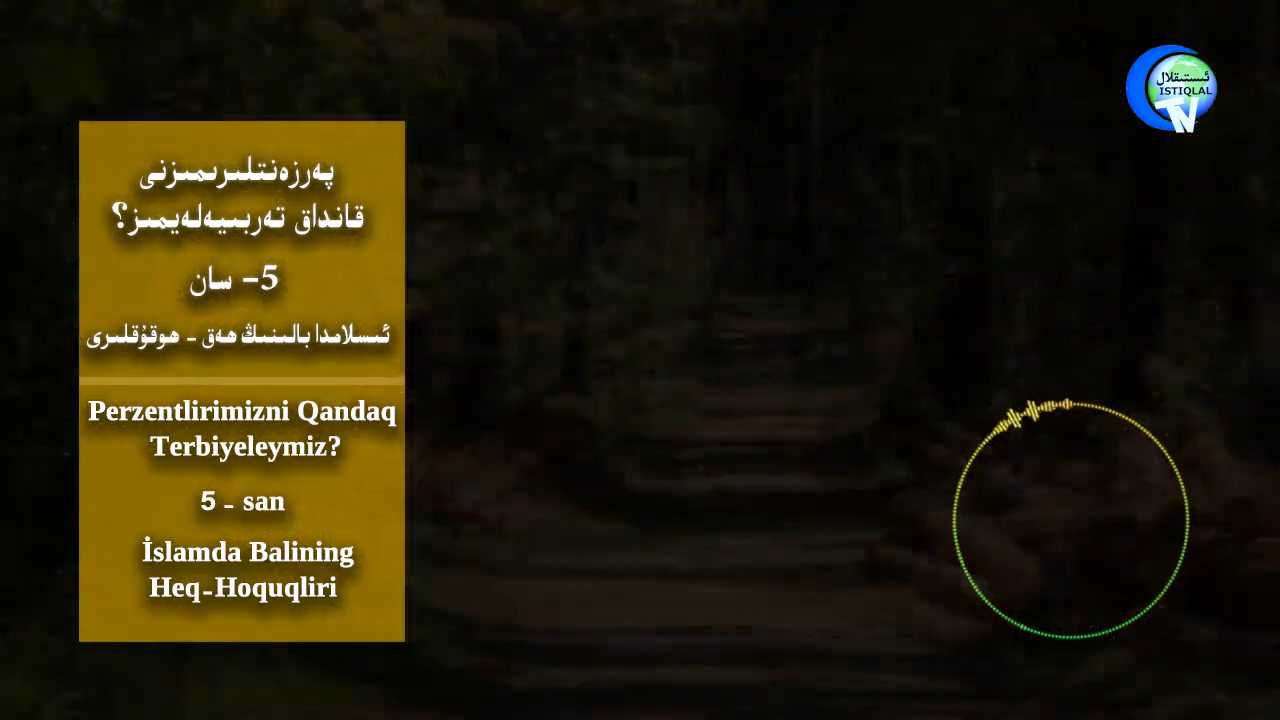 ئىستىقلال
ISTIQLAL
TV
پەرزەنتلىرىمىزنى
قانداق تەربىيەلەيمىز؟
5- سان
ئىسلامدا بالىنىڭ ھەق - ھوقۇقلىرى
Perzentlirimizni Qandaq
Terbiyeleymiz?
5 - san
İslamda Balining
Heq-Hoquqliri